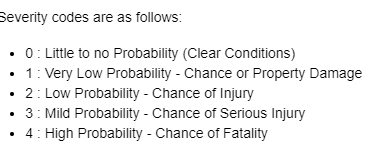 Severity codes are as follows:
• 0 : Little to no Probability (Clear Conditions)
• 1 : Very Low Probability - Chance or Property Damage
• 2 : Low Probability - Chance of Injury
• 3 : Mild Probability - Chance of Serious Injury
• 4 : High Probability - Chance of Fatality